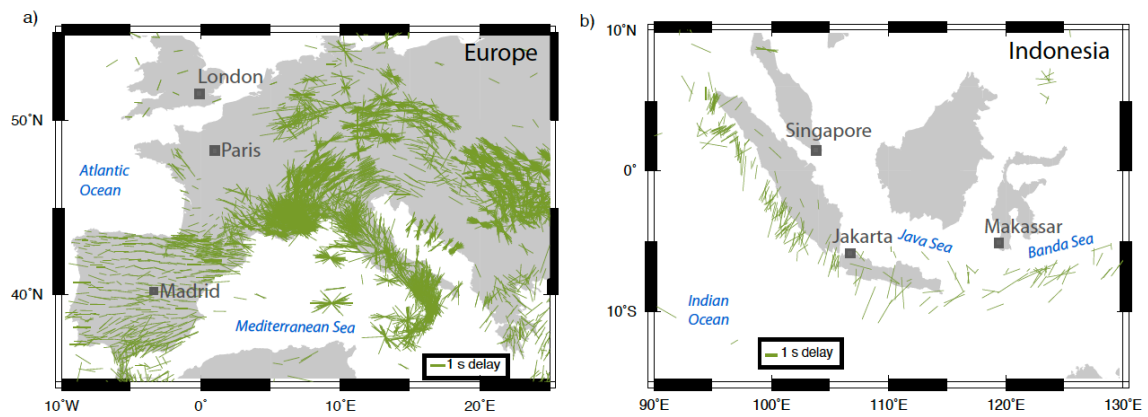 a)
Europe
London
50˚N
Paris
Atlantic
Ocean
Madrid
40˚N
Mediterranean Sea
1 s delay
10˚W
0˚
10˚E
20˚E
b)
10˚N
Indonesia
Singapore
0˚
Makassar
Jakarta
Java Sea
Banda Sea
10˚S
Indian
Ocean
1 s delay
90˚E
100˚E
110˚E
120˚E
130˚E